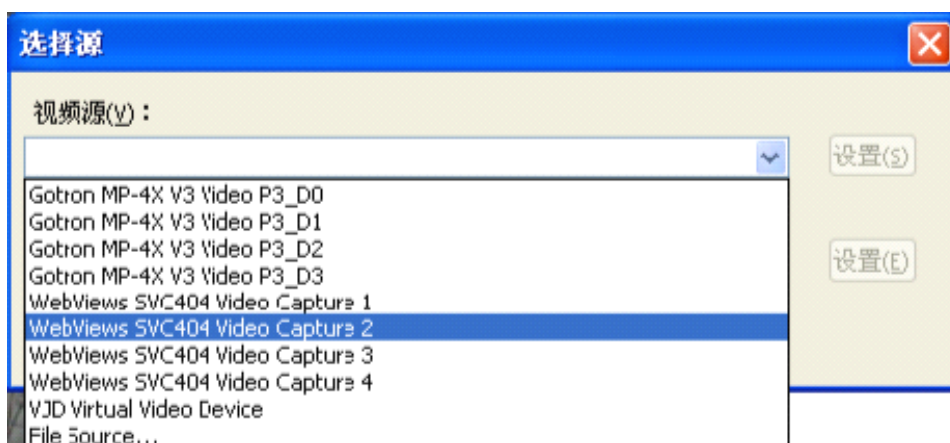 选择源
视频源(V)：
设置(S)
Gotron MP-4X V3 Video P3_D0
Gotron MP-4X V3 Video P3_D1
Gotron MP-4X V3 Video P3_D2
Gotron MP-4X V3 Video P3_D3
设置(E)
WebViews SVC404 Video Capture 1
WebViews SVC404 Video Capture 2
WebViews SVC404 Video Capture 3
WebViews SVC404 Video Capture 4
VJD Virtual Video Device
File Source...